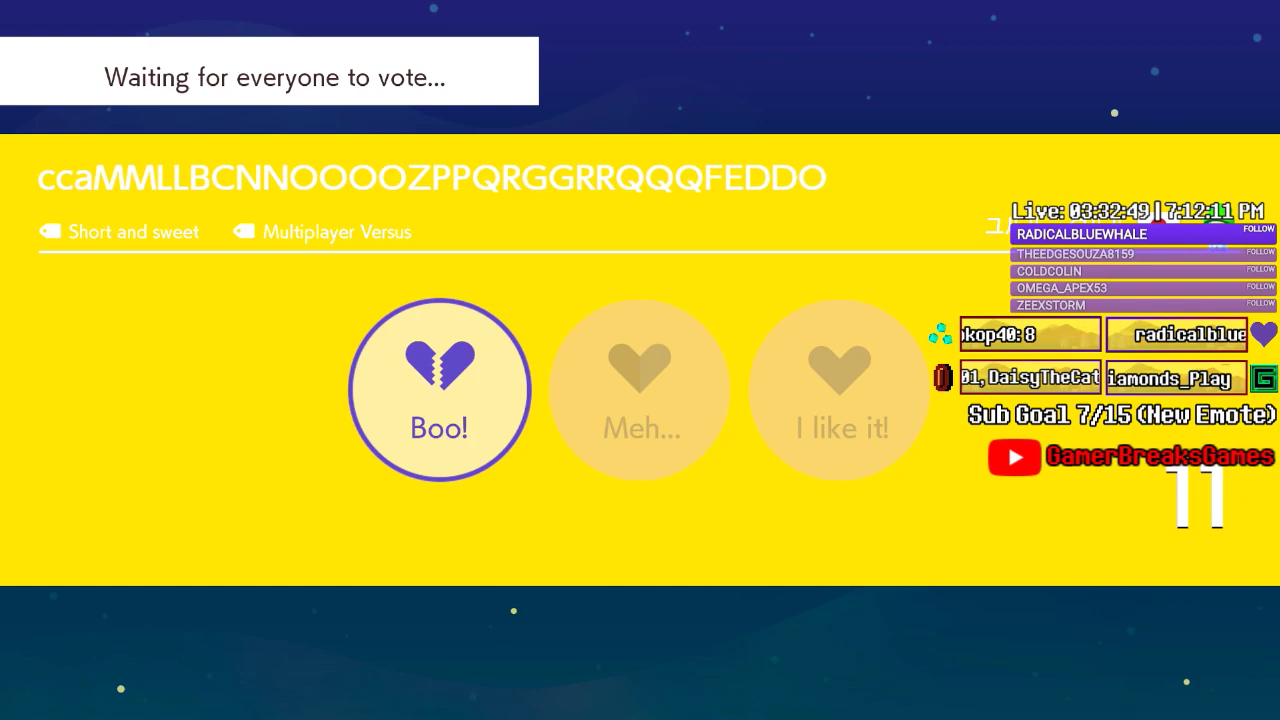 Waiting for everyone to vote...
ccaMMLLBCNNOOOOZPPQRGGRRQQQFEDDO
Short and sweet
Multiplayer Versus
Live: 03:32:49 | 7:12:11 PM
RADICALBLUEWHALE FOLLOW
THEEDGESOUZA8159 FOLLOW
COLDCOLIN FOLLOW
OMEGA_APEX53 FOLLOW
ZEEXSTORM FOLLOW
kop40: 8
radicalblue
01, DaisyTheCat
iamonds_Play
Sub Goal 7/15 (New Emote)
GamerBreaksGames
Boo!
Meh...
I like it!
11